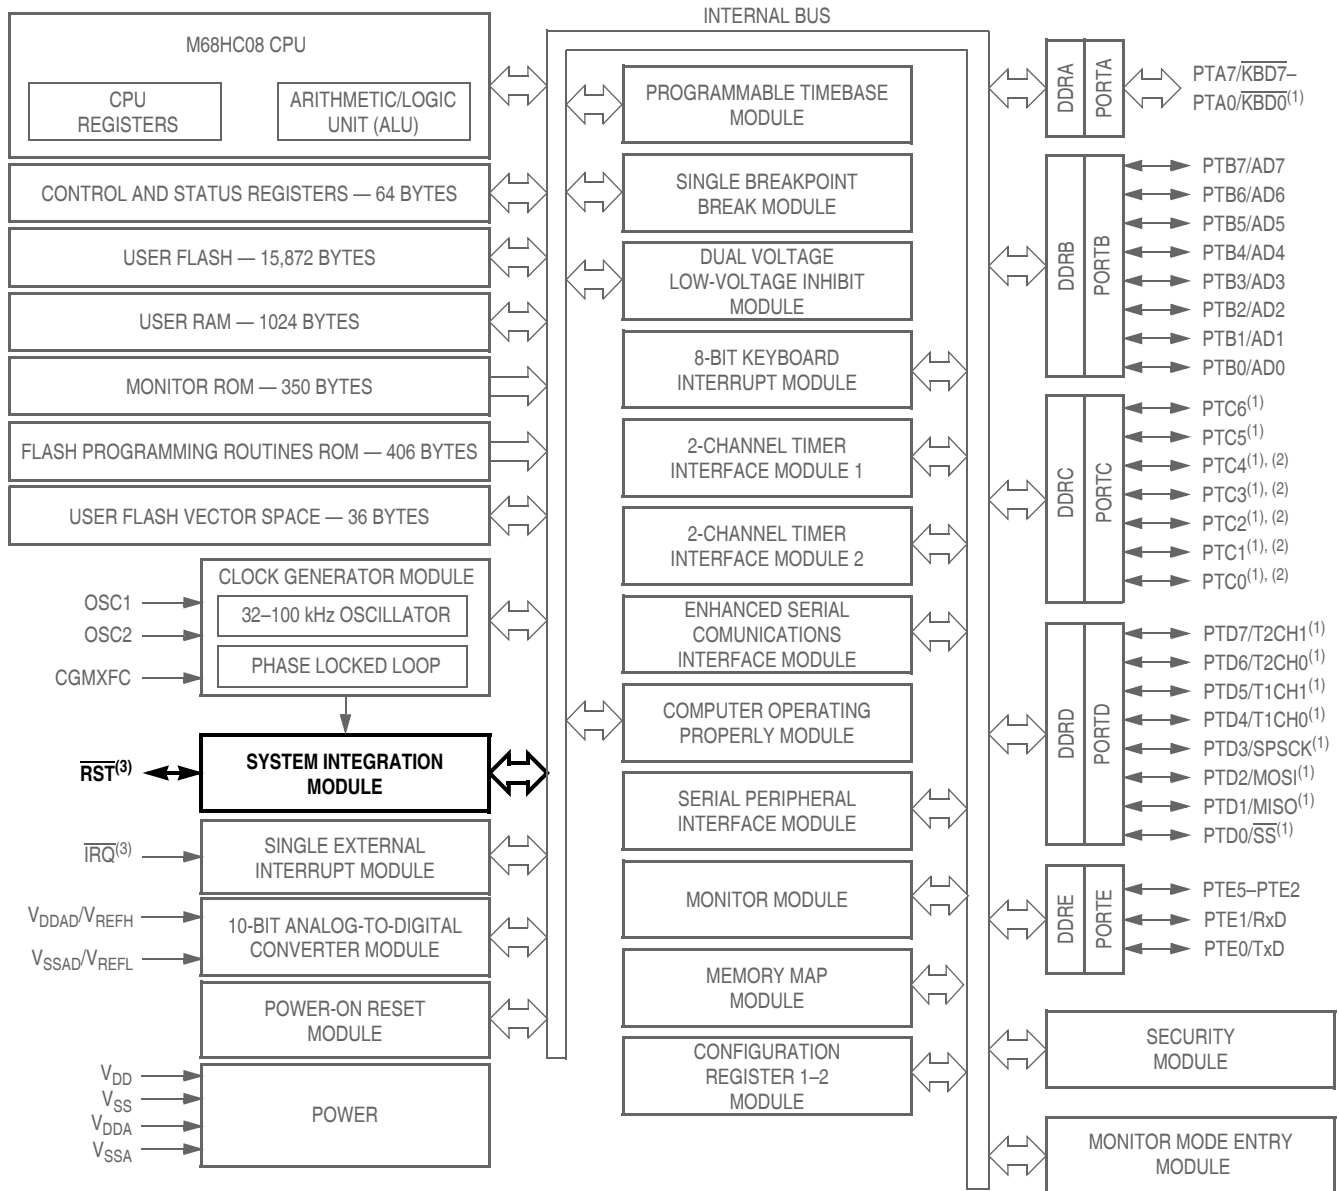 INTERNAL BUS
M68HC08 CPU
CPU
REGISTERS
ARITHMETIC/LOGIC
UNIT (ALU)
CONTROL AND STATUS REGISTERS — 64 BYTES
USER FLASH — 15,872 BYTES
USER RAM — 1024 BYTES
MONITOR ROM — 350 BYTES
FLASH PROGRAMMING ROUTINES ROM — 406 BYTES
USER FLASH VECTOR SPACE — 36 BYTES
CLOCK GENERATOR MODULE
32–100 kHz OSCILLATOR
PHASE LOCKED LOOP
OSC1
OSC2
CGMXFC
SYSTEM INTEGRATION
MODULE
RST(3)
SINGLE EXTERNAL
INTERRUPT MODULE
IRQ(3)
10-BIT ANALOG-TO-DIGITAL
CONVERTER MODULE
VDDAD/VREFH
VSSAD/VREFL
POWER-ON RESET
MODULE
POWER
VDD
VSS
VDDA
VSSA
PROGRAMMABLE TIMEBASE
MODULE
SINGLE BREAKPOINT
BREAK MODULE
DUAL VOLTAGE
LOW-VOLTAGE INHIBIT
MODULE
8-BIT KEYBOARD
INTERRUPT MODULE
2-CHANNEL TIMER
INTERFACE MODULE 1
2-CHANNEL TIMER
INTERFACE MODULE 2
ENHANCED SERIAL
COMUNICATIONS
INTERFACE MODULE
COMPUTER OPERATING
PROPERLY MODULE
SERIAL PERIPHERAL
INTERFACE MODULE
MONITOR MODULE
MEMORY MAP
MODULE
CONFIGURATION
REGISTER 1–2
MODULE
DDRA
PORTA
PTA7/KBD7–
PTA0/KBD0(1)
DDRB
PORTB
PTB7/AD7
PTB6/AD6
PTB5/AD5
PTB4/AD4
PTB3/AD3
PTB2/AD2
PTB1/AD1
PTB0/AD0
DDRC
PORTC
PTC6(1)
PTC5(1)
PTC4(1), (2)
PTC3(1), (2)
PTC2(1), (2)
PTC1(1), (2)
PTC0(1), (2)
DDRD
PORTD
PTD7/T2CH1(1)
PTD6/T2CH0(1)
PTD5/T1CH1(1)
PTD4/T1CH0(1)
PTD3/SPSCK(1)
PTD2/MOSI(1)
PTD1/MISO(1)
PTD0/SS(1)
DDRE
PORTE
PTE5–PTE2
PTE1/RxD
PTE0/TxD
SECURITY
MODULE
MONITOR MODE ENTRY
MODULE